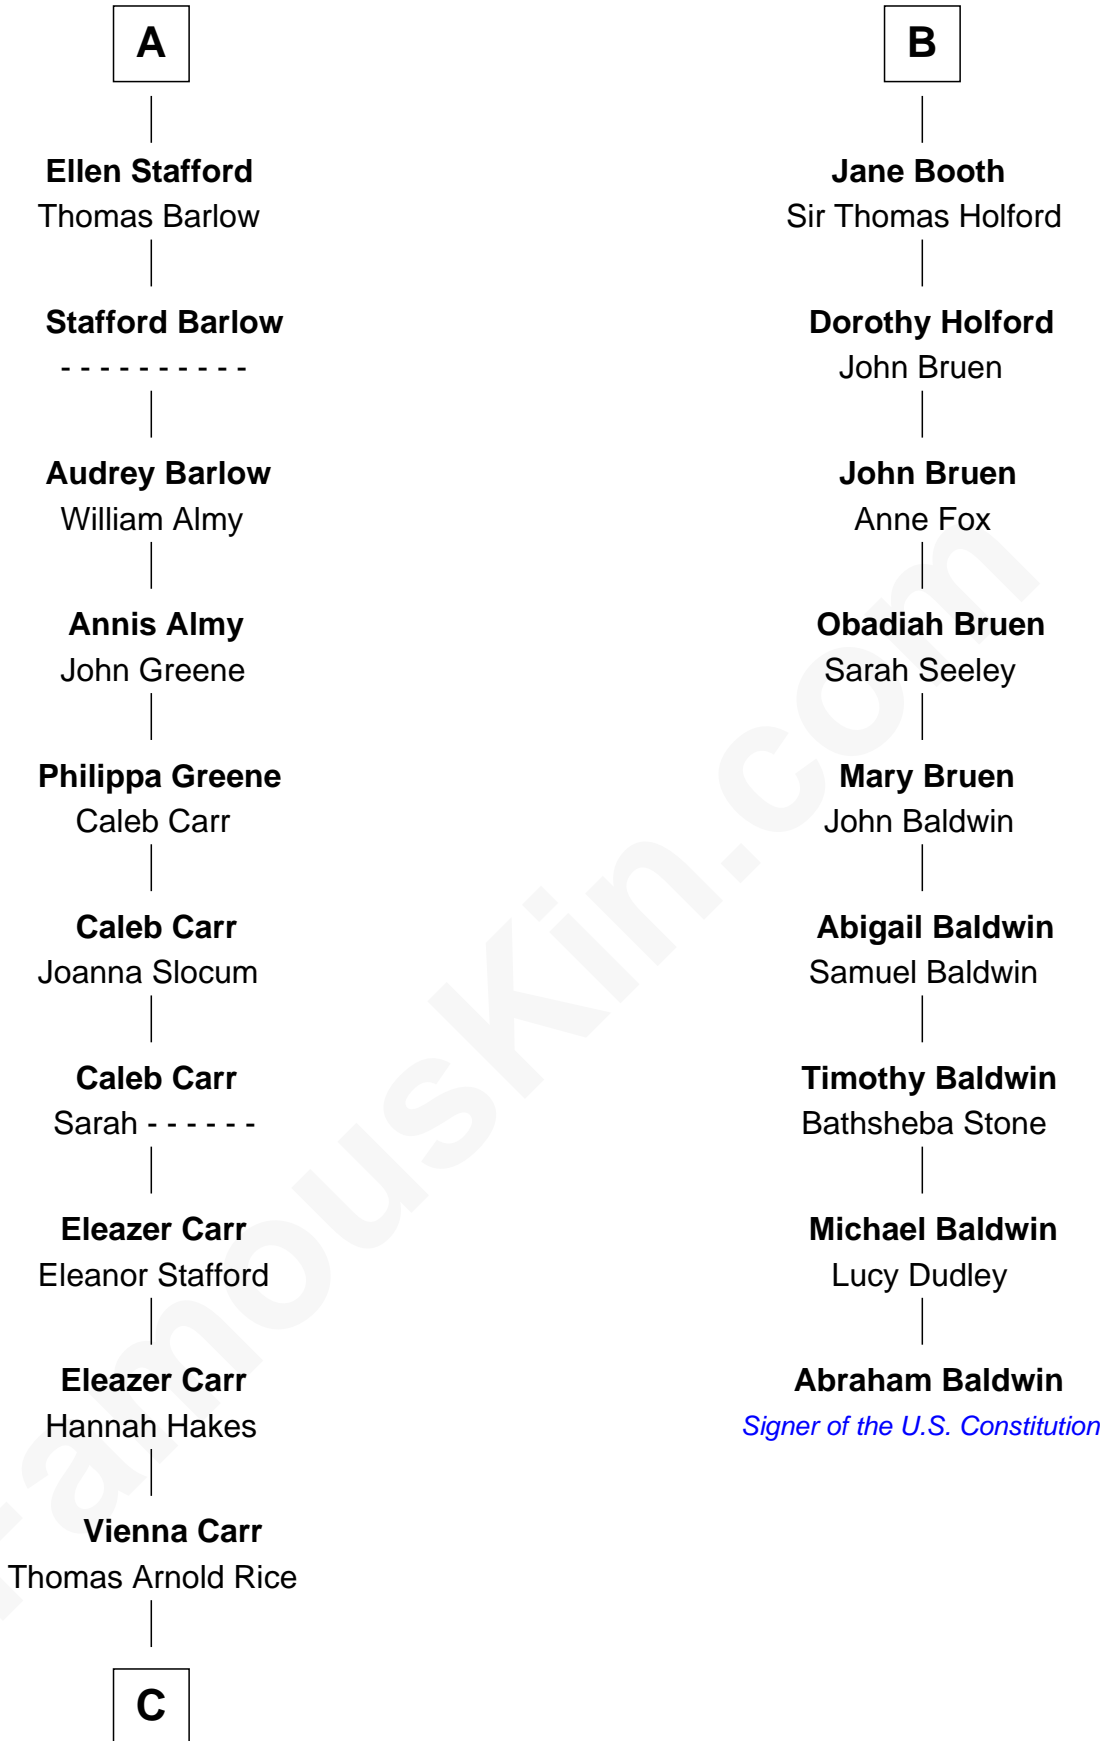 A
Ellen Stafford
Thomas Barlow
Stafford Barlow
- - - - - - - - - -
Audrey Barlow
William Almy
Annis Almy
John Greene
Philippa Greene
Caleb Carr
Caleb Carr
Joanna Slocum
Caleb Carr
Sarah - - - - - -
Eleazer Carr
Eleanor Stafford
Eleazer Carr
Hannah Hakes
Vienna Carr
Thomas Arnold Rice
C
B
Jane Booth
Sir Thomas Holford
Dorothy Holford
John Bruen
John Bruen
Anne Fox
Obadiah Bruen
Sarah Seeley
Mary Bruen
John Baldwin
Abigail Baldwin
Samuel Baldwin
Timothy Baldwin
Bathsheba Stone
Michael Baldwin
Lucy Dudley
Abraham Baldwin
Signer of the U.S. Constitution
FamousKin.com